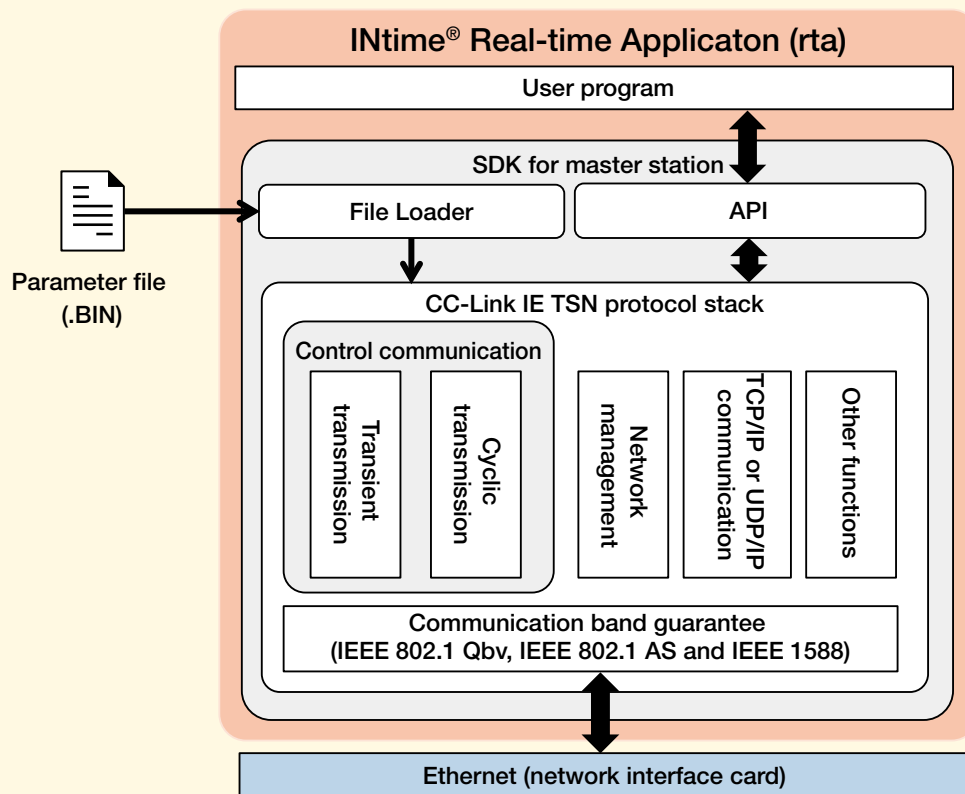 INtime® Real-time Applicaton (rta)
User program
SDK for master station
File Loader
API
Parameter file
(.BIN)
CC-Link IE TSN protocol stack
Control communication
Transient
transmission
Cyclic
transmission
Network
management
TCP/IP or UDP/IP
communication
Other functions
Communication band guarantee
(IEEE 802.1 Qbv, IEEE 802.1 AS and IEEE 1588)
Ethernet (network interface card)